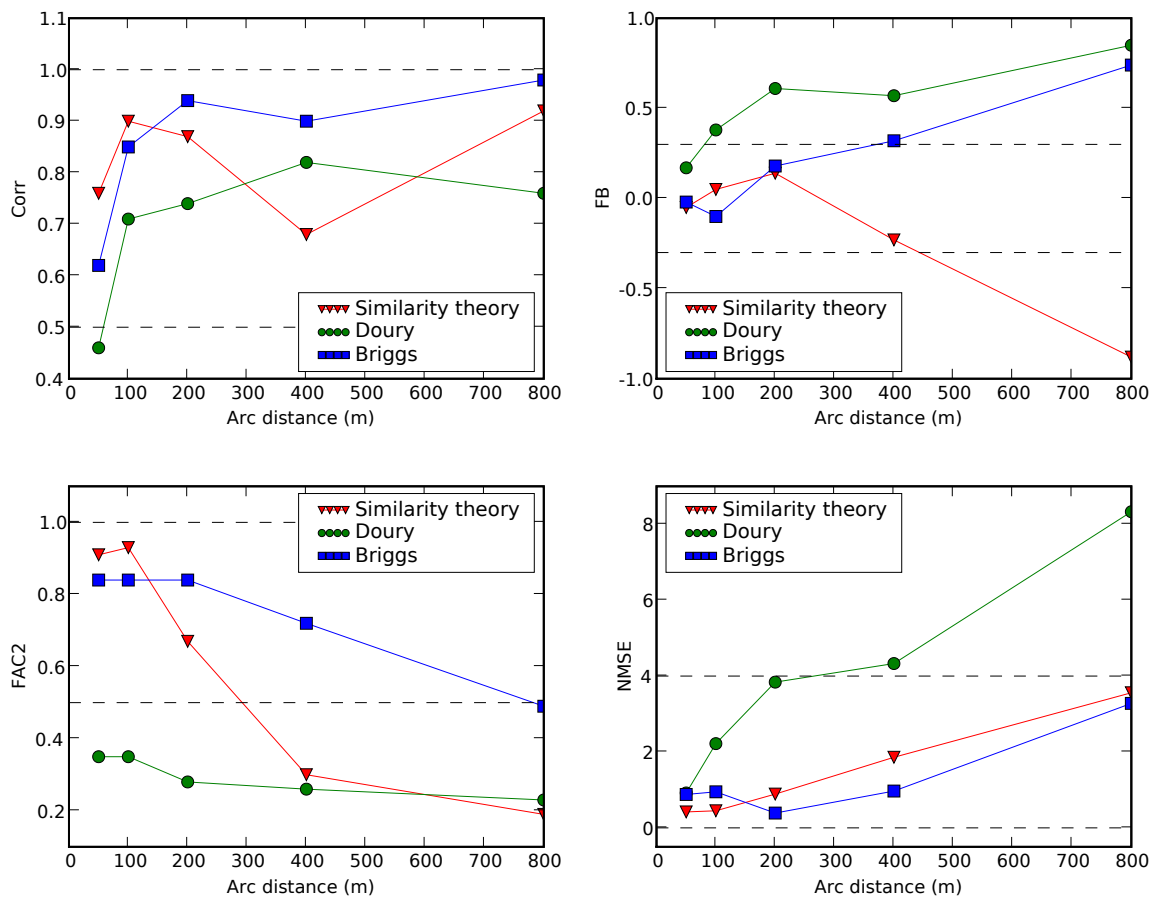 1.1
1.0
0.9
0.8
0.7
0.6
0.5
0.4
Corr
Similarity theory
Doury
Briggs
0 100 200 300 400 500 600 700 800
Arc distance (m)
1.0
0.5
0.0
-0.5
-1.0
FB
Similarity theory
Doury
Briggs
0 100 200 300 400 500 600 700 800
Arc distance (m)
1.0
0.8
0.6
0.4
0.2
FAC2
Similarity theory
Doury
Briggs
0 100 200 300 400 500 600 700 800
Arc distance (m)
8
6
4
2
0
NMSE
Similarity theory
Doury
Briggs
0 100 200 300 400 500 600 700 800
Arc distance (m)